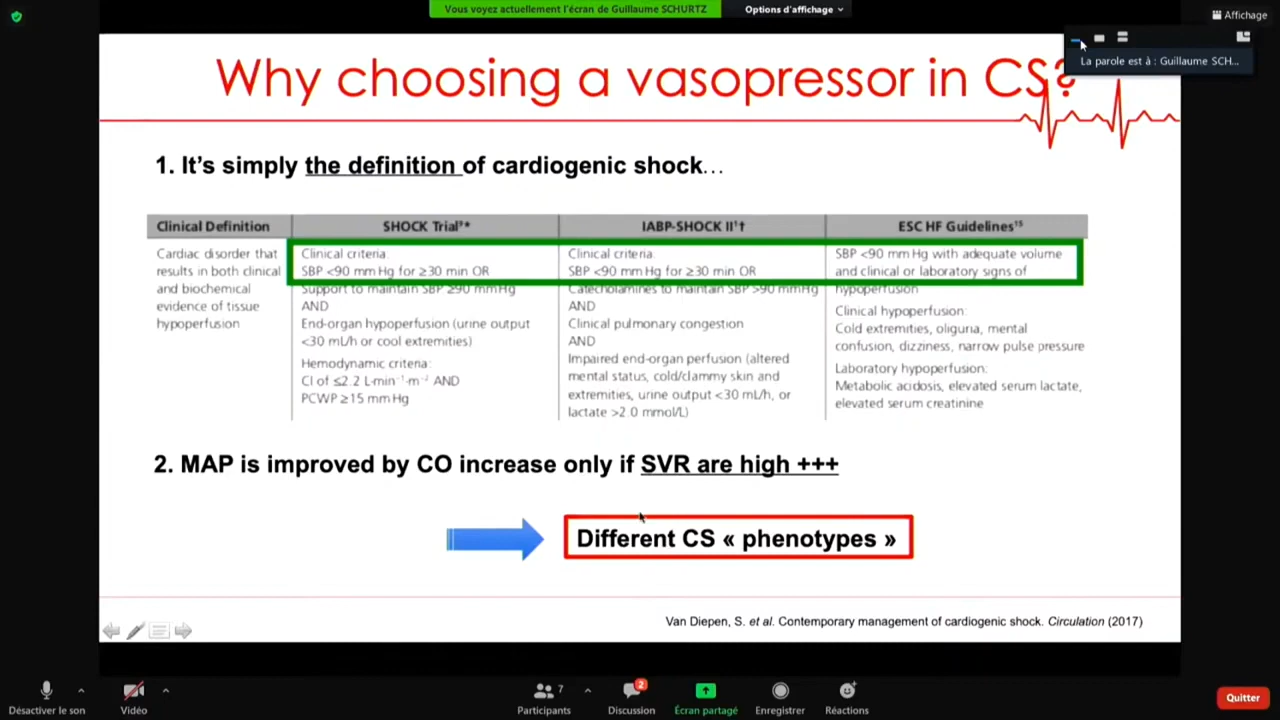 Vous voyez actuellement l'écran de Guillaume SCHURTZ
Options d'affichage
Affichage
La parole est à : Guillaume SCH...
Why choosing a vasopressor in CS?
1. It's simply the definition of cardiogenic shock…
Clinical Definition
Cardiac disorder that
results in both clinical
and biochemical
evidence of tissue
hypoperfusion
SHOCK Trial⁹*
Clinical criteria:
SBP <90 mm Hg for ≥30 min OR
Support to maintain SBP ≥90 mm Hg
AND
End-organ hypoperfusion (urine output
<30 mL/h or cool extremities)
Hemodynamic criteria:
CI of ≤2.2 L·min⁻¹·m⁻² AND
PCWP ≥15 mm Hg
IABP-SHOCK II¹†
Clinical criteria:
SBP <90 mm Hg for ≥30 min OR
Catecholamines to maintain SBP >90 mm Hg
AND
Clinical pulmonary congestion
AND
Impaired end-organ perfusion (altered
mental status, cold/clammy skin and
extremities, urine output <30 mL/h, or
lactate >2.0 mmol/L)
ESC HF Guidelines¹⁵
SBP <90 mm Hg with adequate volume
and clinical or laboratory signs of
hypoperfusion
Clinical hypoperfusion:
Cold extremities, oliguria, mental
confusion, dizziness, narrow pulse pressure
Laboratory hypoperfusion:
Metabolic acidosis, elevated serum lactate,
elevated serum creatinine
2. MAP is improved by CO increase only if SVR are high +++
Different CS « phenotypes »
Van Diepen, S. et al. Contemporary management of cardiogenic shock. Circulation (2017)
Désactiver le son
Vidéo
7
Participants
2
Discussion
Écran partagé
Enregistrer
Réactions
Quitter